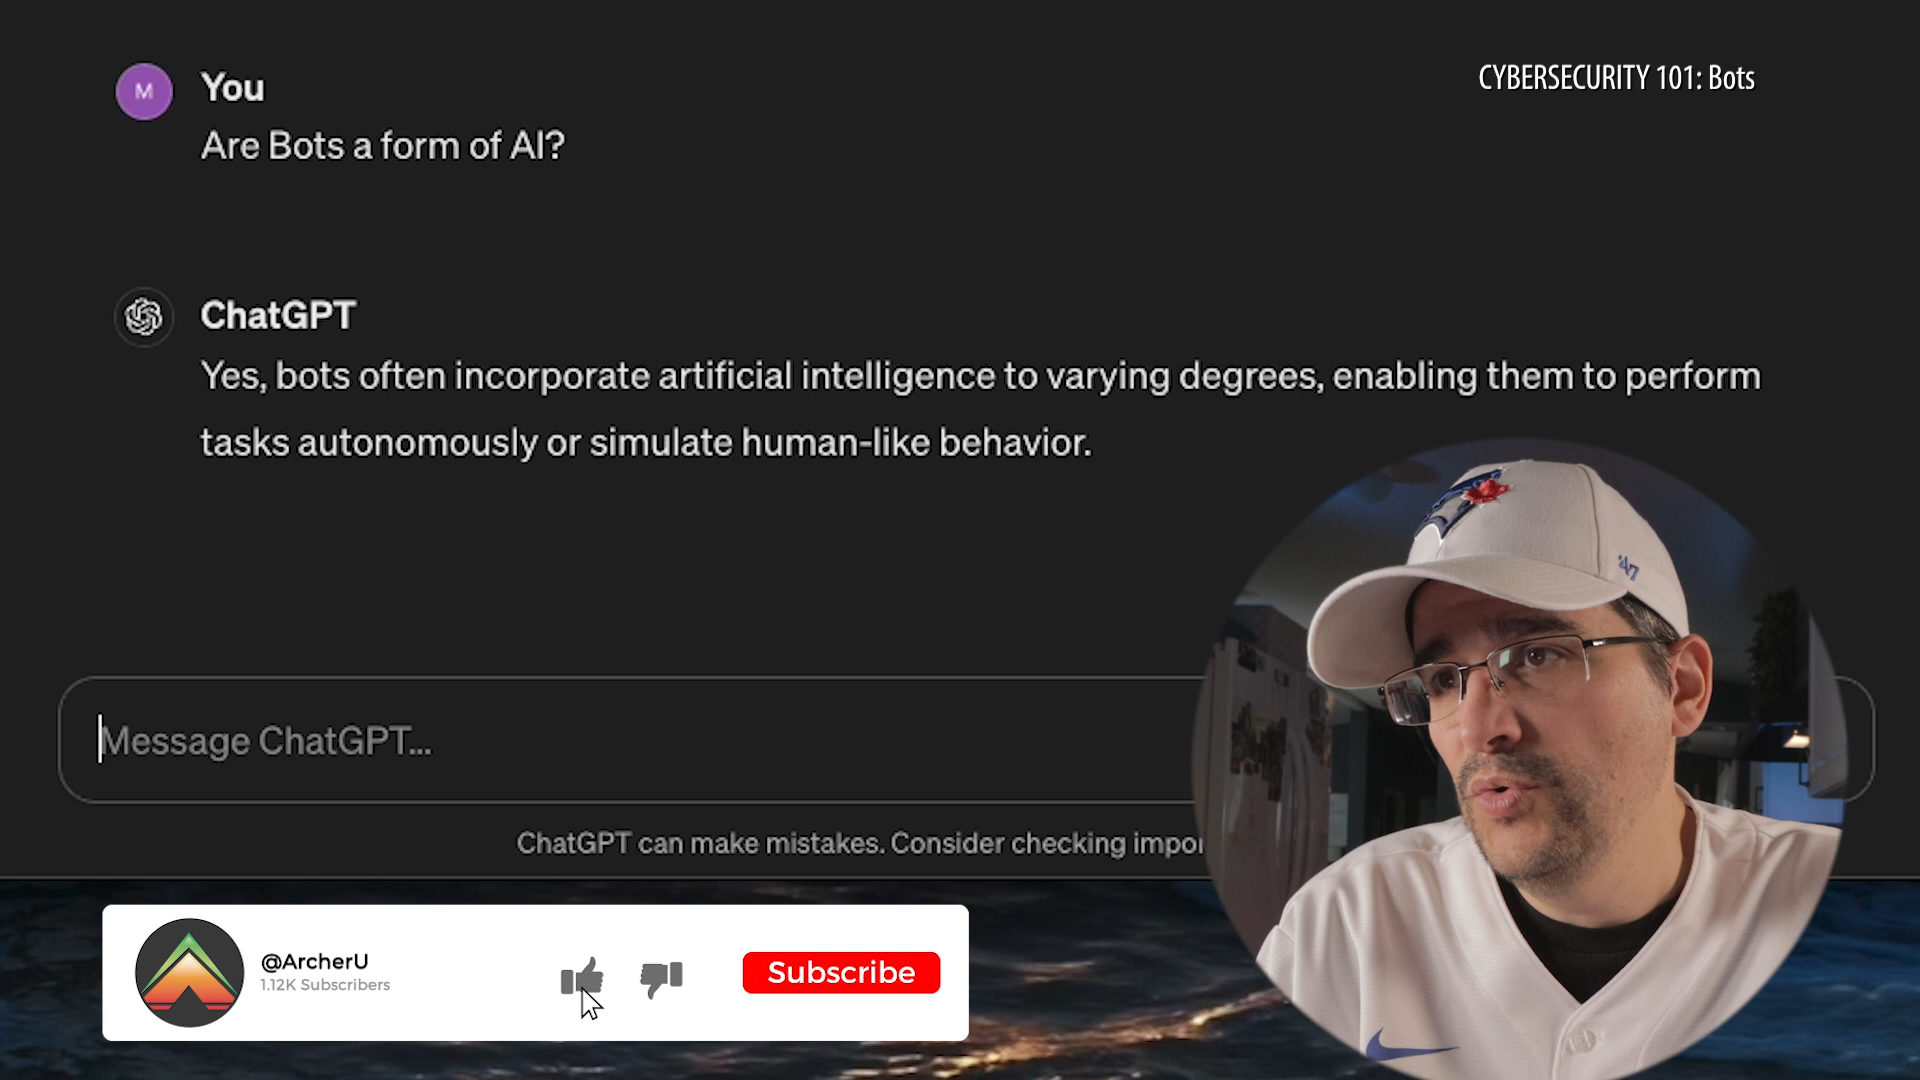 CYBERSECURITY 101: Bots
M
You
Are Bots a form of AI?
ChatGPT
Yes, bots often incorporate artificial intelligence to varying degrees, enabling them to perform
tasks autonomously or simulate human-like behavior.
Message ChatGPT...
ChatGPT can make mistakes. Consider checking impor
'47
@ArcherU
1.12K Subscribers
Subscribe